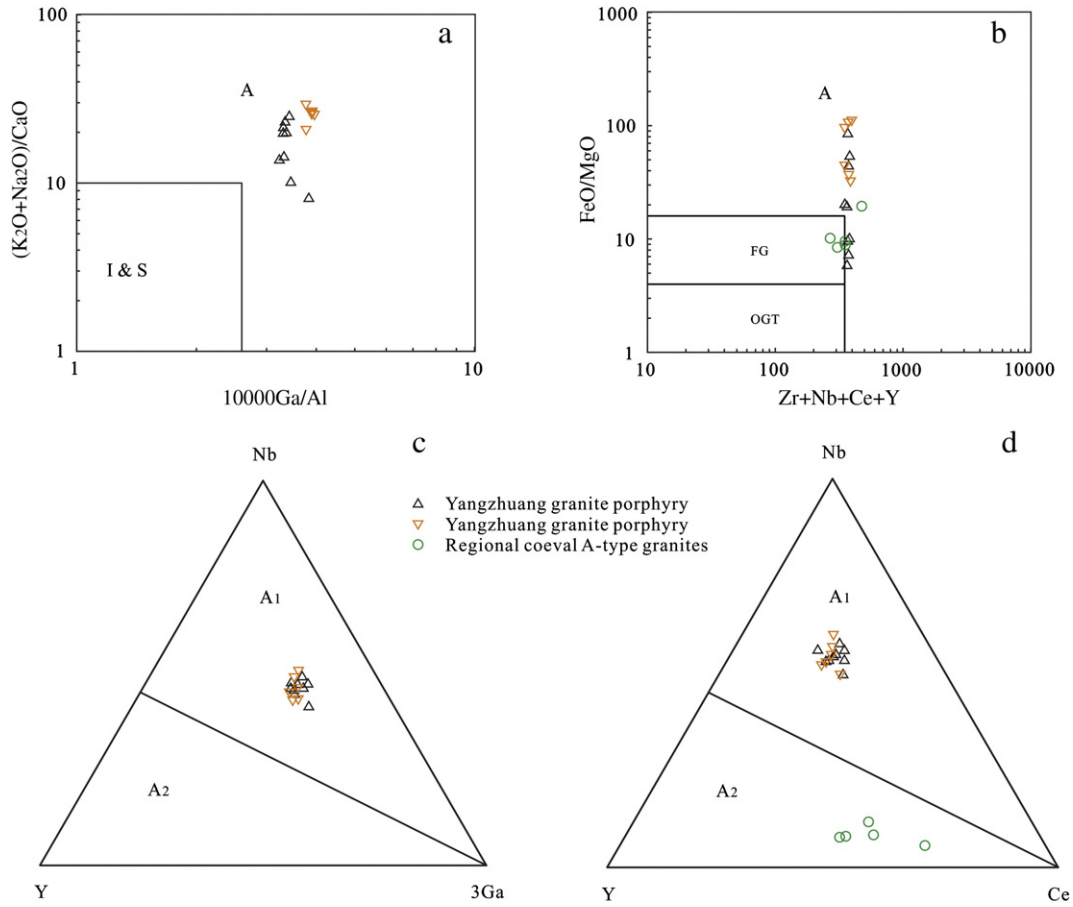 a
100
10
1
(K2O+Na2O)/CaO
A
I & S
1
10
10000Ga/Al
b
1000
100
10
1
FeO/MgO
A
FG
OGT
10
100
1000
10000
Zr+Nb+Ce+Y
c
Nb
A1
A2
Y
3Ga
Yangzhuang granite porphyry
Yangzhuang granite porphyry
Regional coeval A-type granites
d
Nb
A1
A2
Y
Ce